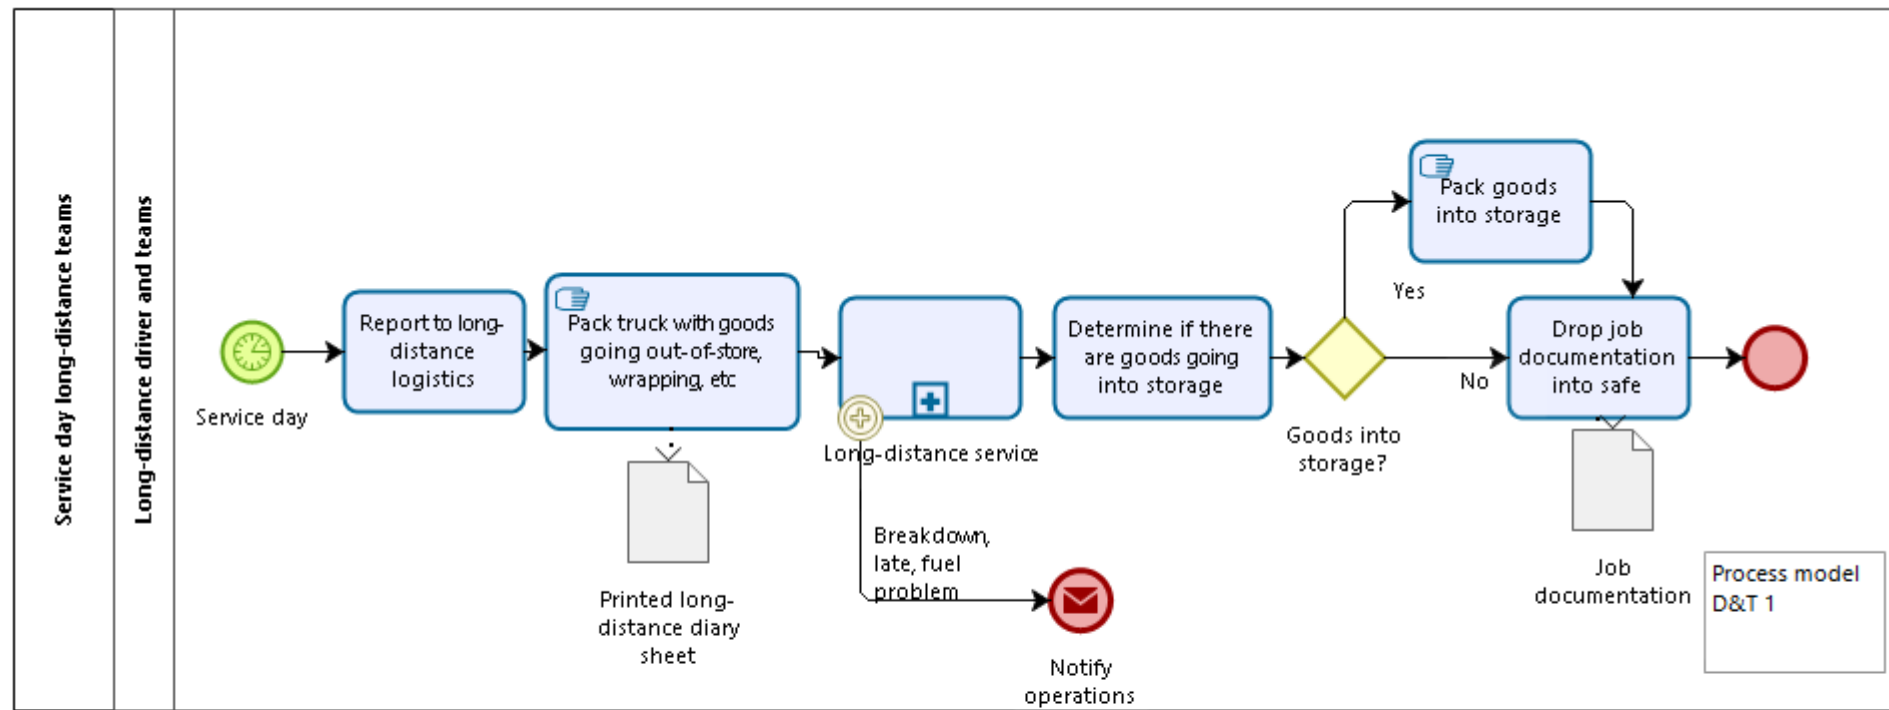 Service day long-distance teams
Long-distance driver and teams
Service day
Report to long-
distance
logistics
Pack truck with goods
going out-of-store,
wrapping, etc
Printed long-
distance diary
sheet
Long-distance service
Breakdown,
late, fuel
problem
Notify
operations
Determine if there
are goods going
into storage
Goods into
storage?
Yes
No
Pack goods
into storage
Drop job
documentation
into safe
Job
documentation
Process model
D&T 1